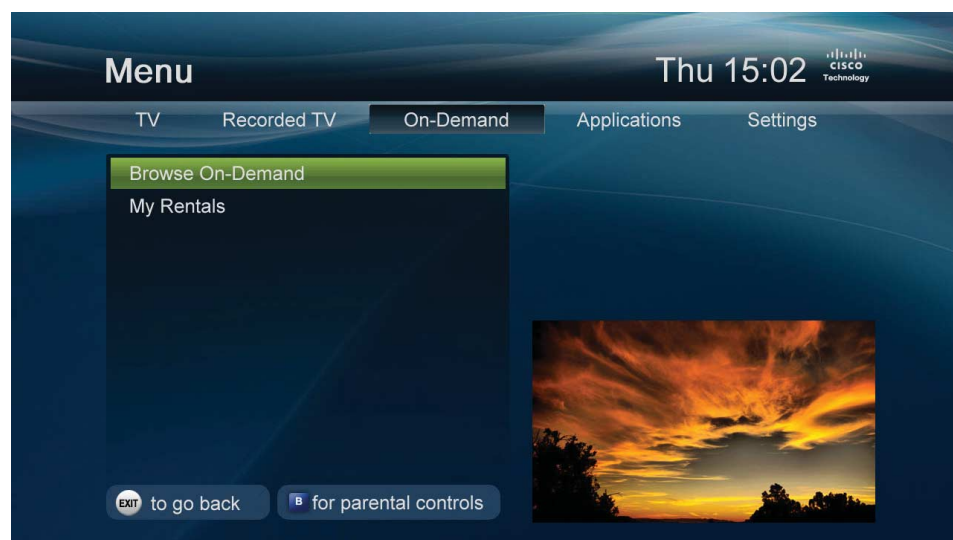 Menu
Thu 15:02
CISCO
Technology
TV
Recorded TV
On-Demand
Applications
Settings
Browse On-Demand
My Rentals
EXIT to go back
B for parental controls